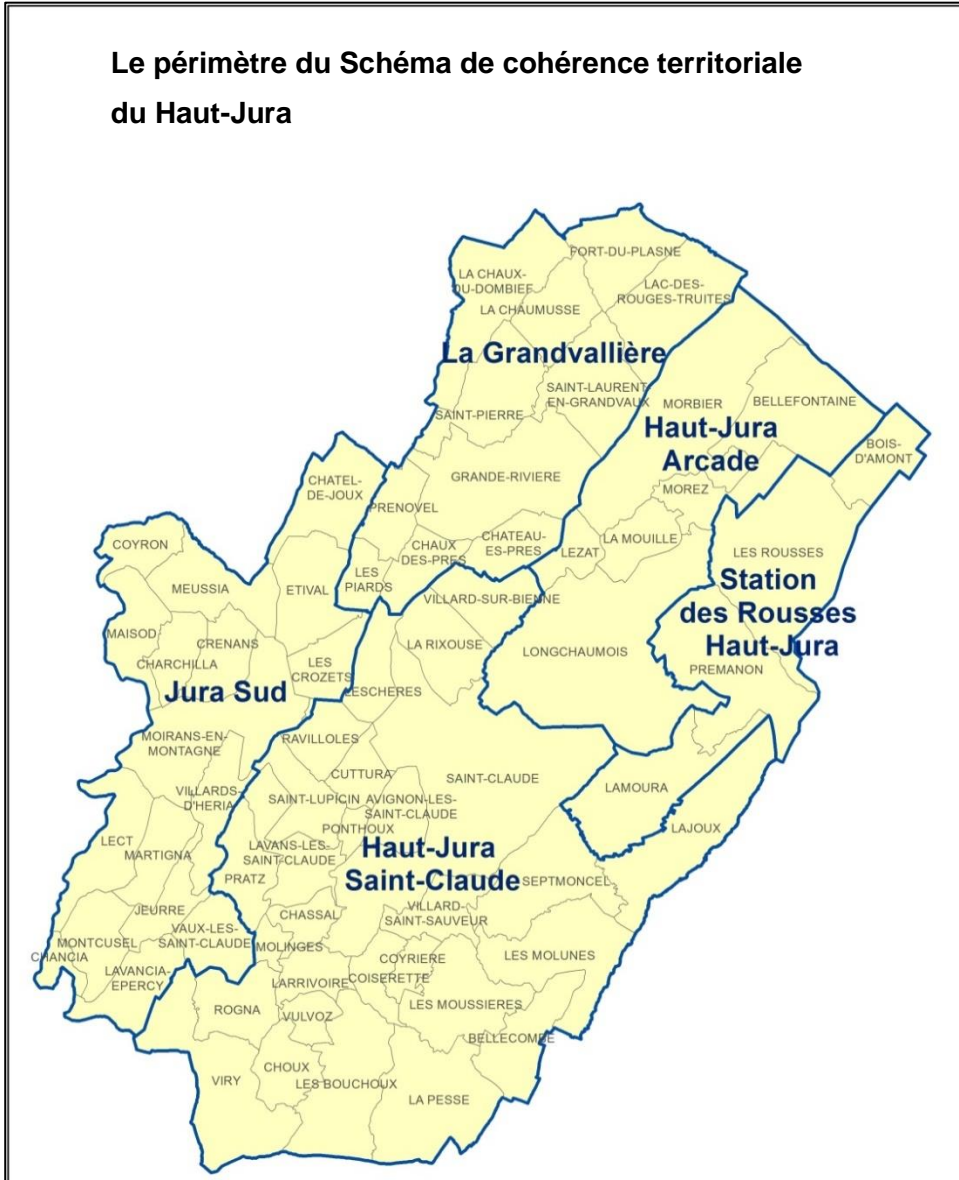 Le périmètre du Schéma de cohérence territoriale
du Haut-Jura
FORT-DU-PLASNE
LA CHAUX-
DU-DOMBIEF
LAC-DES-
ROUGES-TRUITES
LA CHAUMUSSE
La Grandvallière
SAINT-LAURENT
EN-GRANDVAUX
SAINT-PIERRE
MORBIER
BELLEFONTAINE
Haut-Jura
Arcade
BOIS-
D'AMONT
GRANDE-RIVIERE
CHATEL-
DE-JOUX
MOREZ
PRENOVEL
CHATEAU-
ES-PRES
CHAUX
DES-PRES
LEZAT
LA MOUILLE
COYRON
LES ROUSSES
LES
PIARDS
MEUSSIA
ETIVAL
VILLARD-SUR-BIENNE
Station
des Rousses
Haut-Jura
MAISOD
CRENANS
LA RIXOUSE
LONGCHAUMOIS
CHARCHILLA
LES
CROZETS
PREMANON
Jura Sud
LESCHERES
MOIRANS-EN-
MONTAGNE
RAVILLOLES
CUTTURA
SAINT-CLAUDE
VILLARDS-
D'HERIA
SAINT-LUPICIN
AVIGNON-LES-
SAINT-CLAUDE
LAMOURA
PONTHOUX
LAJOUX
LECT
MARTIGNA
LAVANS-LES-
SAINT-CLAUDE
Haut-Jura
Saint-Claude
PRATZ
SEPTMONCEL
JEURRE
CHASSAL
VILLARD-
SAINT-SAUVEUR
VAUX-LES-
SAINT-CLAUDE
MONTCUSEL
MOLINGES
CHANCIA
COYRIERE
LES MOLUNES
LAVANCIA-
EPERCY
LARRIVOIRE
COISERETTE
ROGNA
VULVOZ
LES MOUSSIERES
BELLECOMBE
CHOUX
VIRY
LES BOUCHOUX
LA PESSE